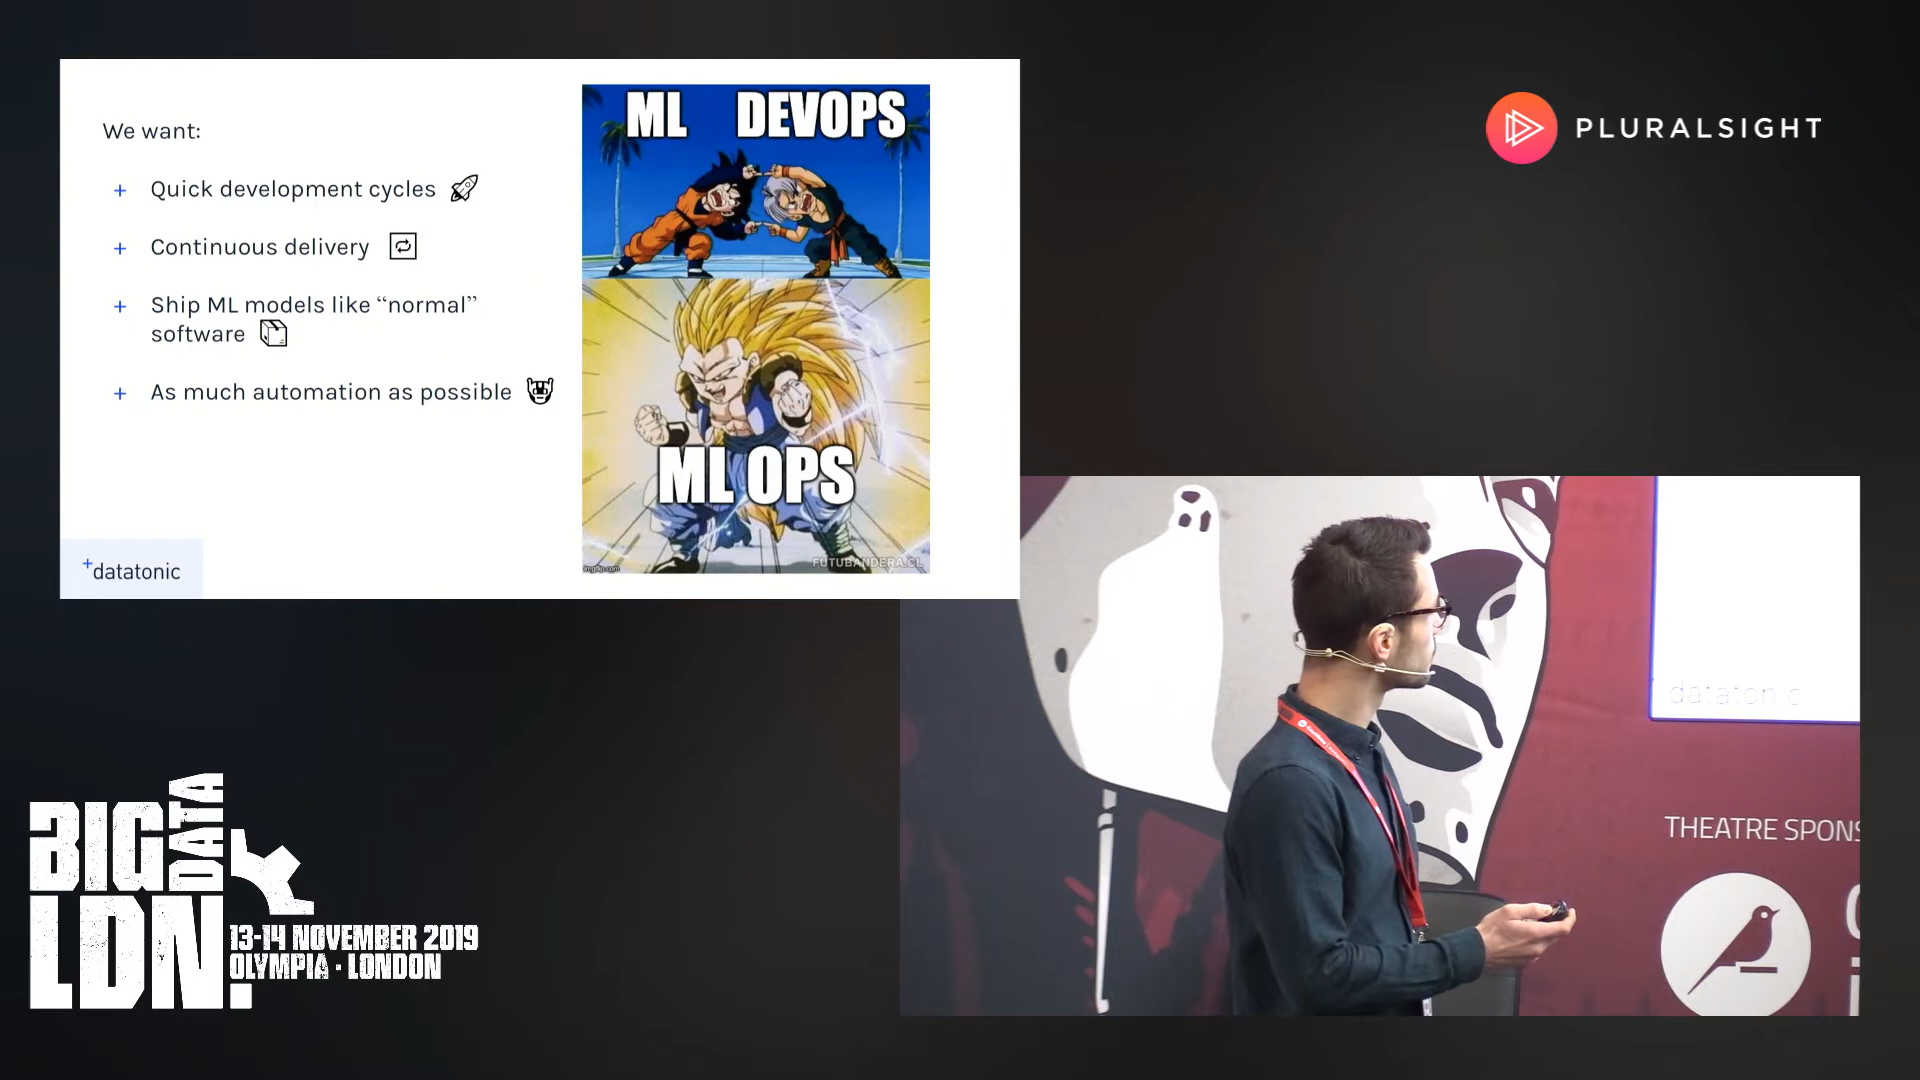 We want:
+ Quick development cycles
+ Continuous delivery
+ Ship ML models like “normal”
software
+ As much automation as possible
+datatonic
ML DEVOPS
ML OPS
imgflip.com
FUTUBANDERA.CL
PLURALSIGHT
THEATRE SPONS
BIG DATA
LDN.
13-14 NOVEMBER 2019
OLYMPIA · LONDON